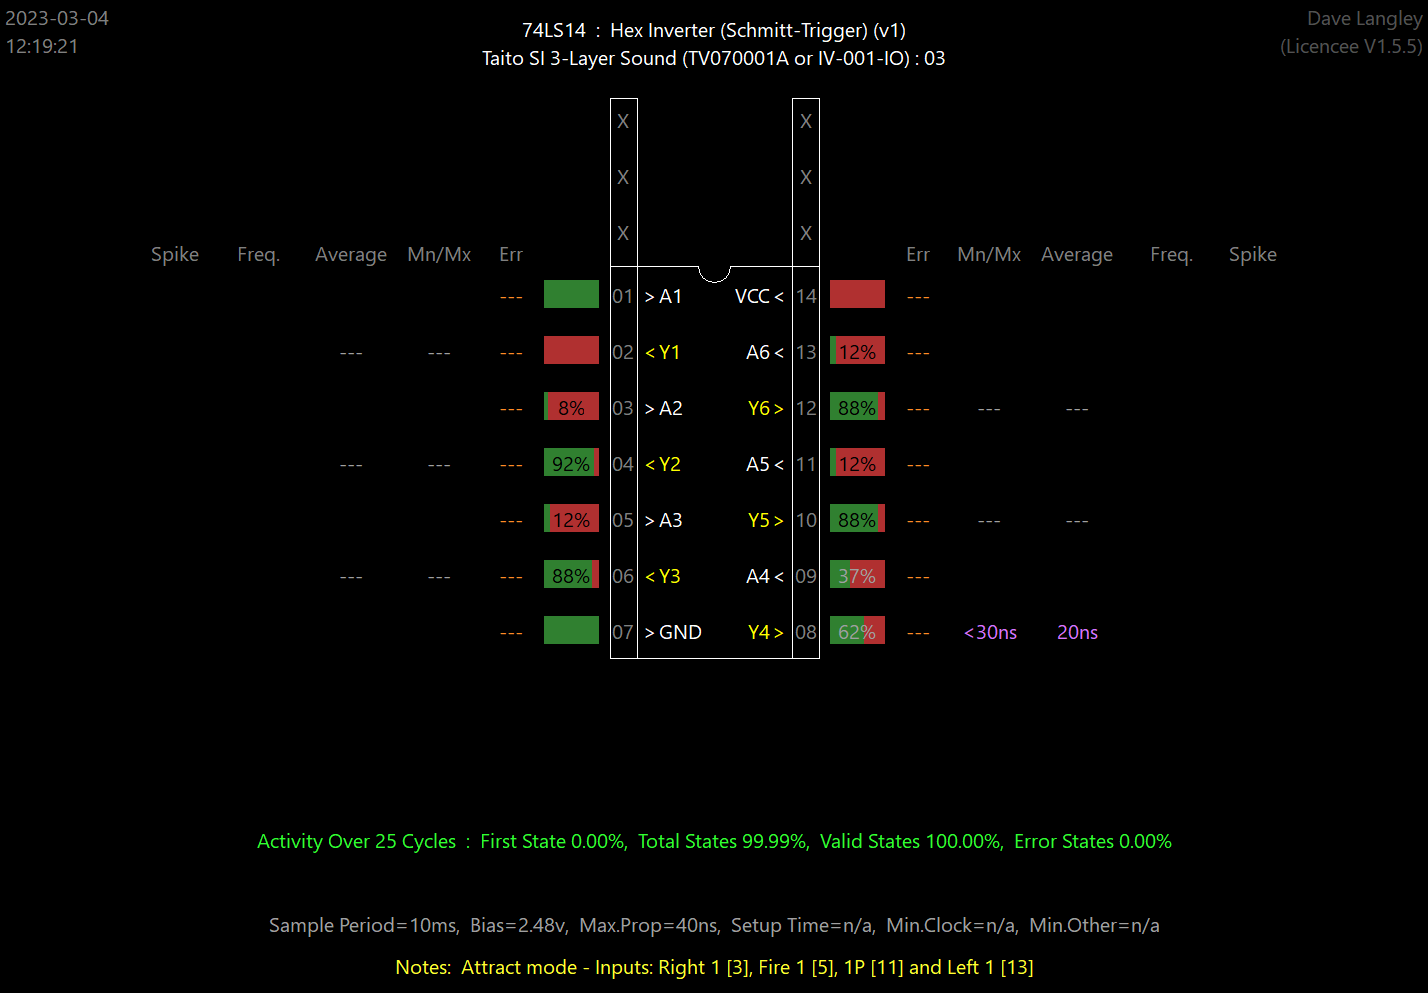 2023-03-04
12:19:21
74LS14 : Hex Inverter (Schmitt-Trigger) (v1)
Taito SI 3-Layer Sound (TV070001A or IV-001-IO) : 03
Dave Langley
(Licencee V1.5.5)
X X
X X
X X
Spike Freq. Average Mn/Mx Err Err Mn/Mx Average Freq. Spike
--- 01 > A1 VCC < 14 ---
--- --- --- 02 < Y1 A6 < 13 12% ---
--- 8% 03 > A2 Y6 > 12 88% --- --- ---
--- --- --- 92% 04 < Y2 A5 < 11 12% ---
--- 12% 05 > A3 Y5 > 10 88% --- --- ---
--- --- --- 88% 06 < Y3 A4 < 09 37% ---
--- 07 > GND Y4 > 08 62% --- <30ns 20ns
Activity Over 25 Cycles : First State 0.00%, Total States 99.99%, Valid States 100.00%, Error States 0.00%
Sample Period=10ms, Bias=2.48v, Max.Prop=40ns, Setup Time=n/a, Min.Clock=n/a, Min.Other=n/a
Notes: Attract mode - Inputs: Right 1 [3], Fire 1 [5], 1P [11] and Left 1 [13]